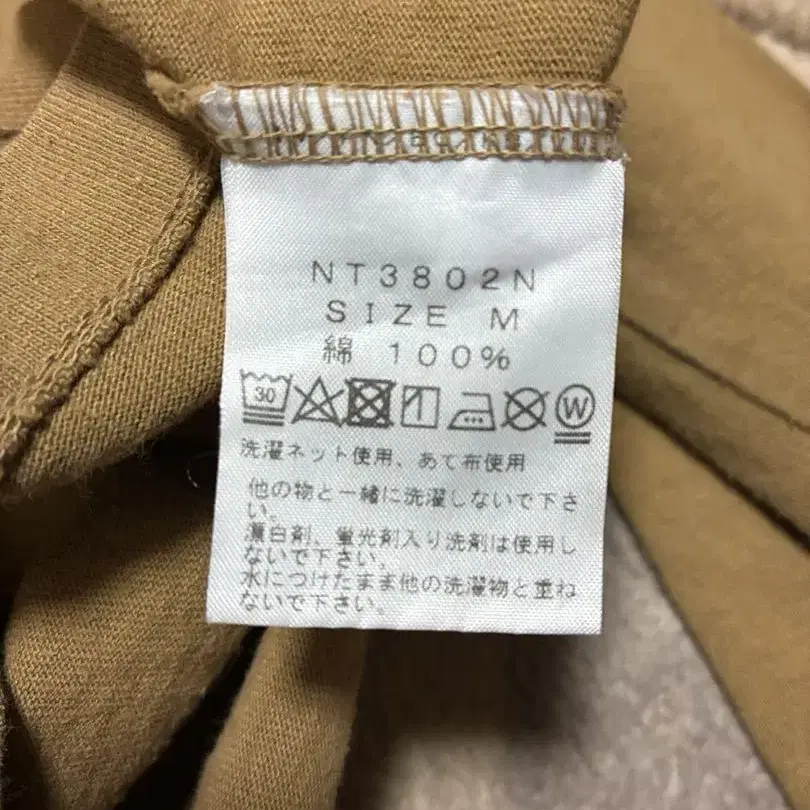 NT3802N
SIZE M
綿 100%
30 W
洗濯ネット使用、あて布使用
他の物と一緒に洗濯しないで下さ
い。
漂白剤、蛍光剤入り洗剤は使用し
ないで下さい。
水につけたまま他の洗濯物と重ね
ないで下さい。